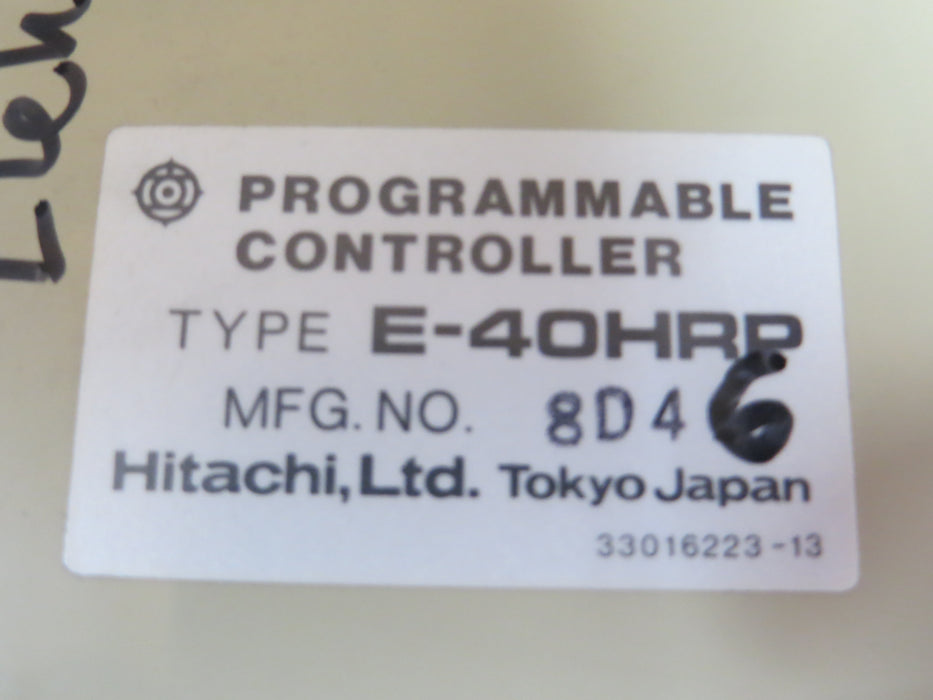 PROGRAMMABLE
CONTROLLER
TYPE E-40HRP
MFG. NO. 8D46
Hitachi, Ltd. Tokyo Japan
33016223-13